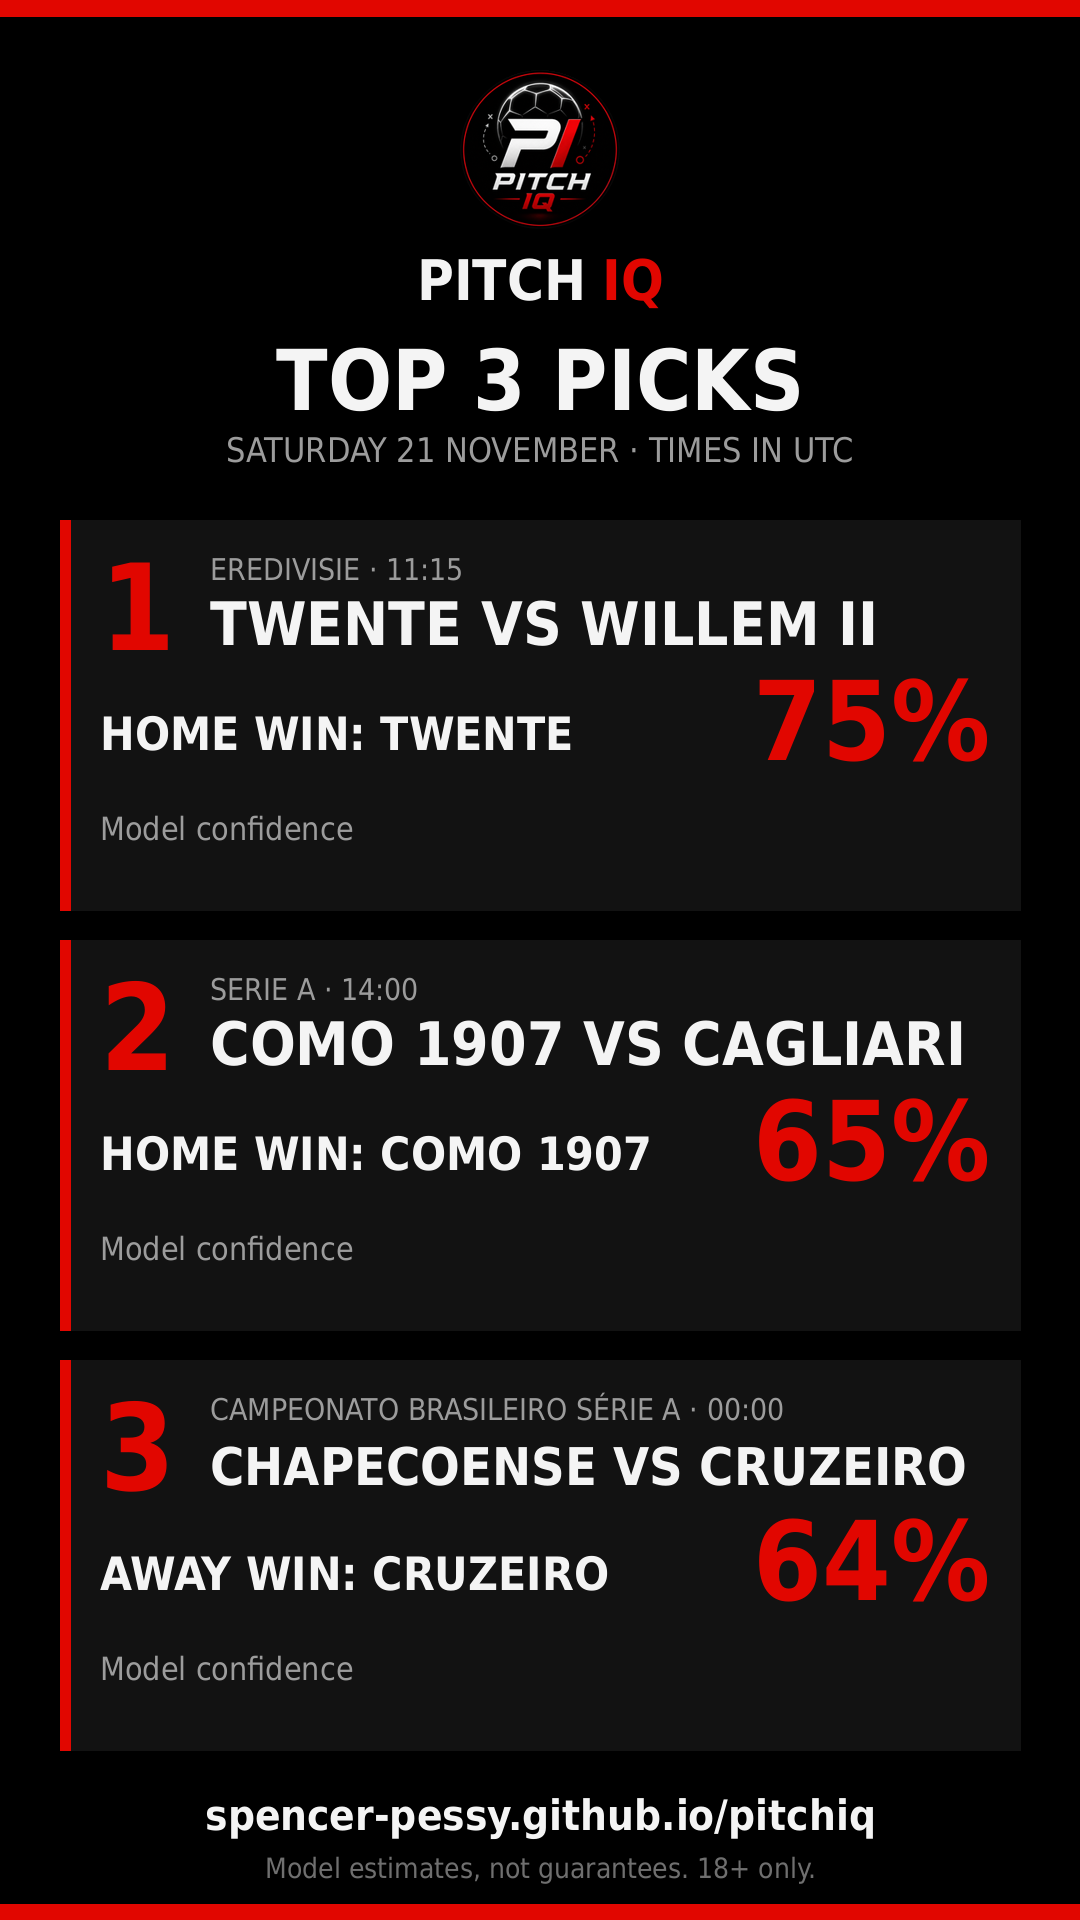 PI
PITCH
IQ
PITCH IQ
TOP 3 PICKS
SATURDAY 21 NOVEMBER · TIMES IN UTC
1
EREDIVISIE · 11:15
TWENTE VS WILLEM II
HOME WIN: TWENTE
75%
Model confidence
2
SERIE A · 14:00
COMO 1907 VS CAGLIARI
HOME WIN: COMO 1907
65%
Model confidence
3
CAMPEONATO BRASILEIRO SÉRIE A · 00:00
CHAPECOENSE VS CRUZEIRO
AWAY WIN: CRUZEIRO
64%
Model confidence
spencer-pessy.github.io/pitchiq
Model estimates, not guarantees. 18+ only.